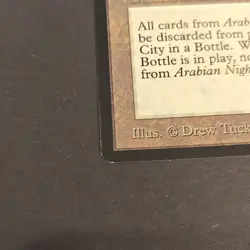 All cards from Arab
be discarded from
City in a Bottle. W
Bottle is in play, no
from Arabian Nigh
Illus. © Drew Tuck